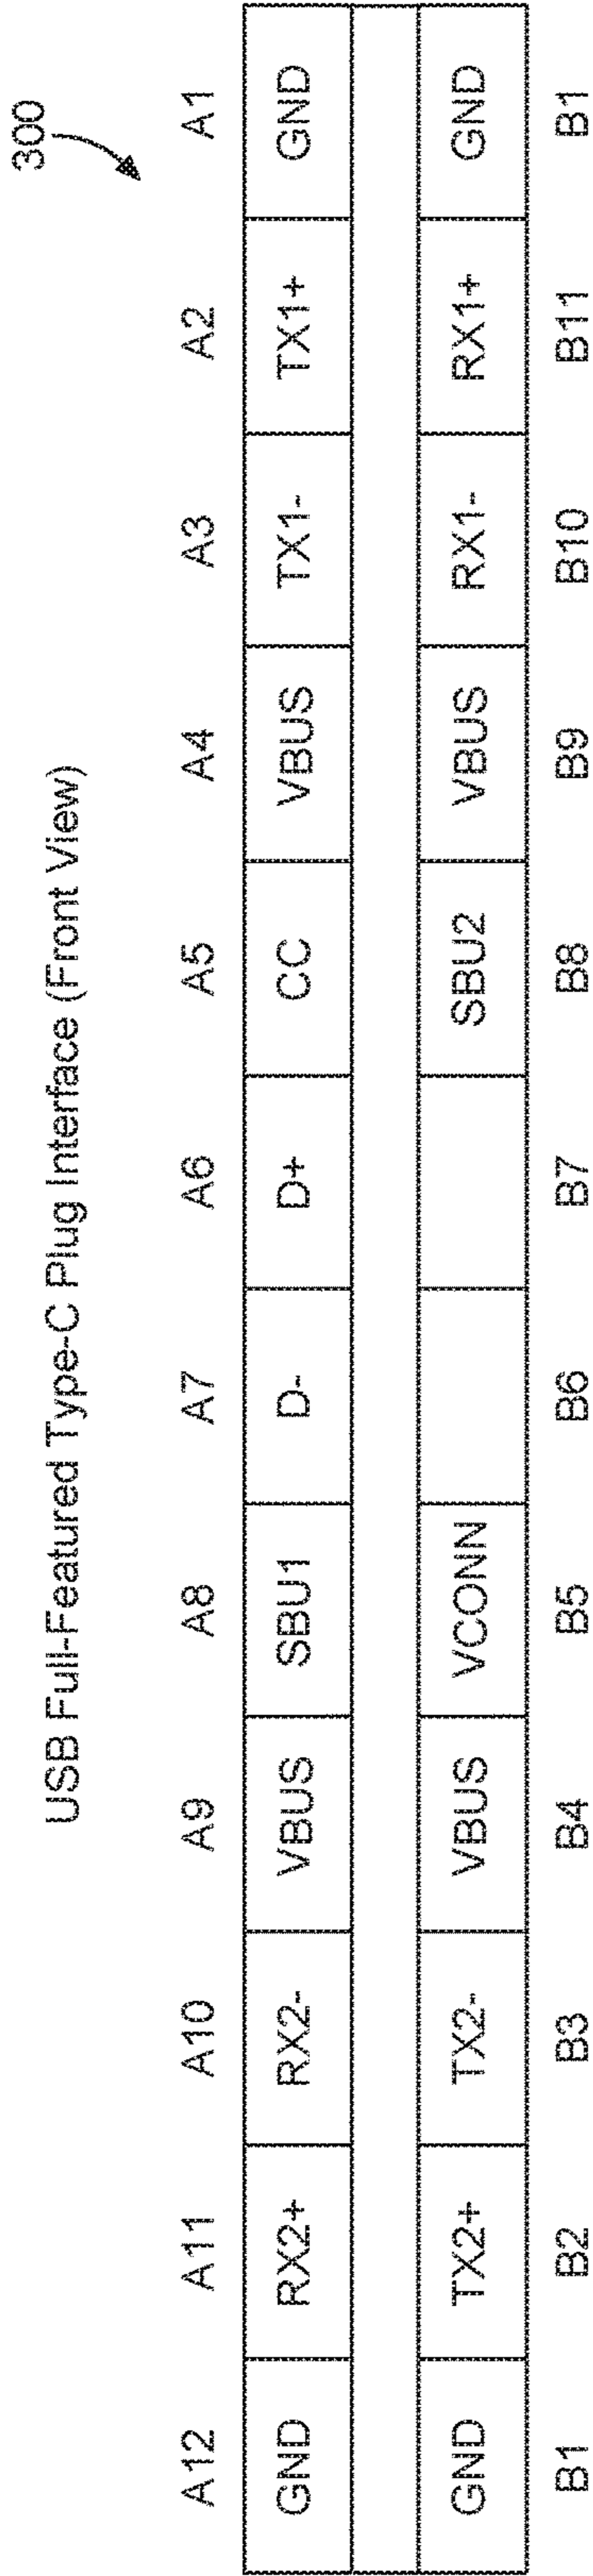 USB Full-Featured Type-C Plug Interface (Front View)
300
A12 A11 A10 A9 A8 A7 A6 A5 A4 A3 A2 A1
GND RX2+ RX2- VBUS SBU1 D- D+ CC VBUS TX1- TX1+ GND
GND TX2+ TX2- VBUS VCONN SBU2 VBUS RX1- RX1+ GND
B1 B2 B3 B4 B5 B6 B7 B8 B9 B10 B11 B1